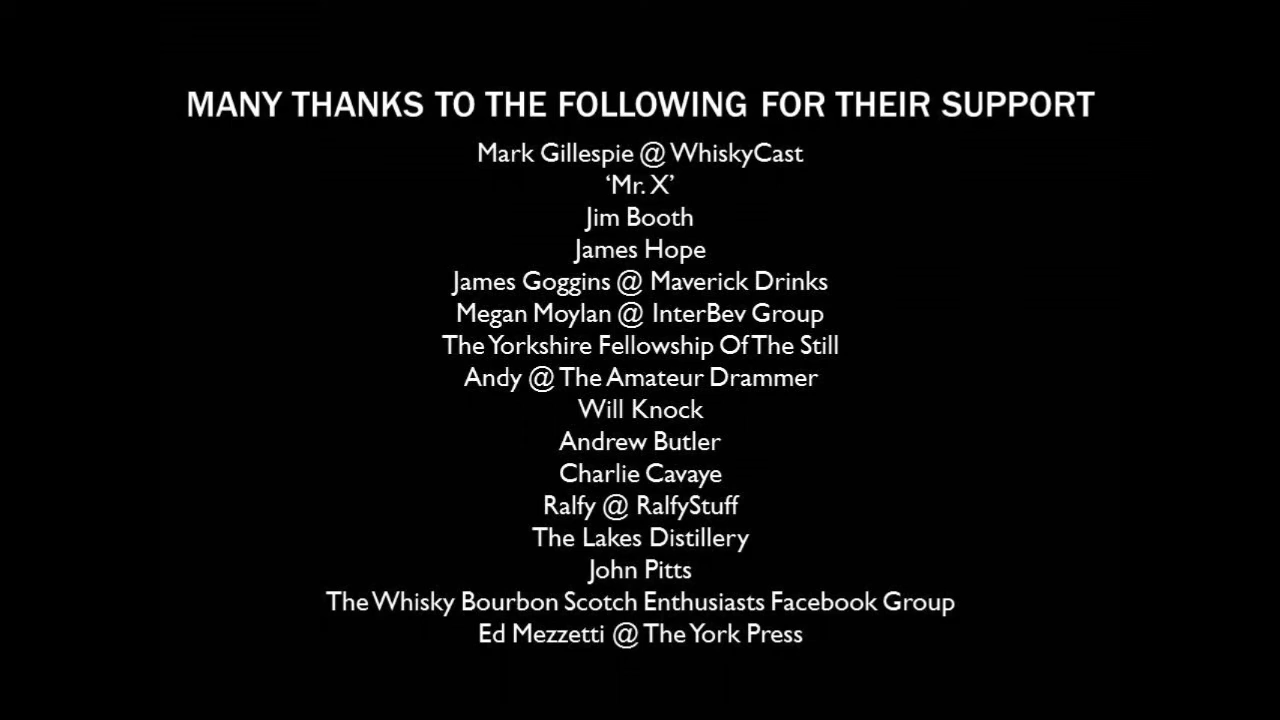 MANY THANKS TO THE FOLLOWING FOR THEIR SUPPORT
Mark Gillespie @ WhiskyCast
‘Mr. X’
Jim Booth
James Hope
James Goggins @ Maverick Drinks
Megan Moylan @ InterBev Group
The Yorkshire Fellowship Of The Still
Andy @ The Amateur Drammer
Will Knock
Andrew Butler
Charlie Cavaye
Ralfy @ RalfyStuff
The Lakes Distillery
John Pitts
The Whisky Bourbon Scotch Enthusiasts Facebook Group
Ed Mezzetti @ The York Press